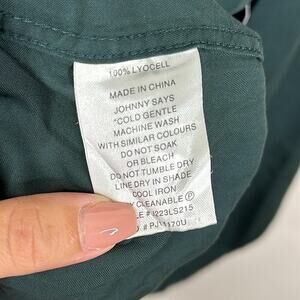 100% LYOCELL
MADE IN CHINA
JOHNNY SAYS
"COLD GENTLE
MACHINE WASH
WITH SIMILAR COLOURS
DO NOT SOAK
OR BLEACH
DO NOT TUMBLE DRY
LINE DRY IN SHADE
COOL IRON
CLEANABLE Ⓟ
# J223LS215